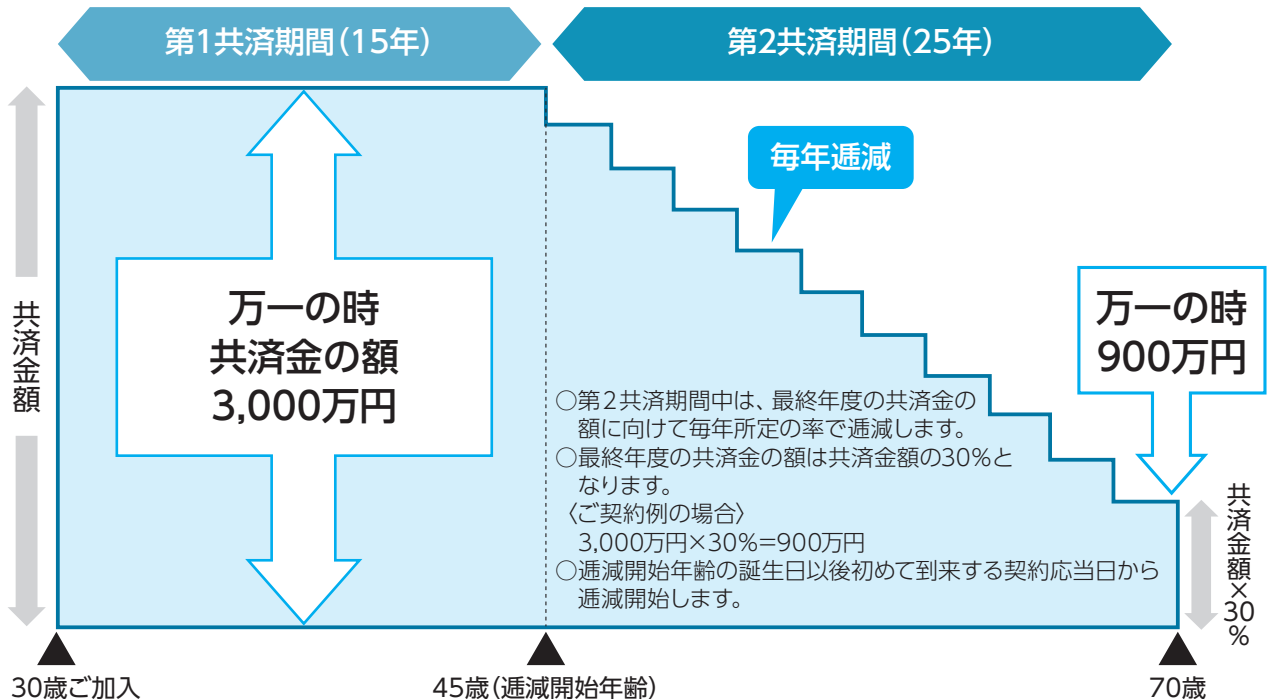 第1共済期間(15年)
第2共済期間(25年)
毎年逓減
共済金額
万一の時
共済金の額
3,000万円
万一の時
900万円
○第2共済期間中は、最終年度の共済金の
額に向けて毎年所定の率で逓減します。
○最終年度の共済金の額は共済金額の30%と
なります。
〈ご契約例の場合〉
3,000万円×30%=900万円
○逓減開始年齢の誕生日以後初めて到来する契約応当日から
逓減開始します。
共済金額×30%
30歳ご加入
45歳(逓減開始年齢)
70歳